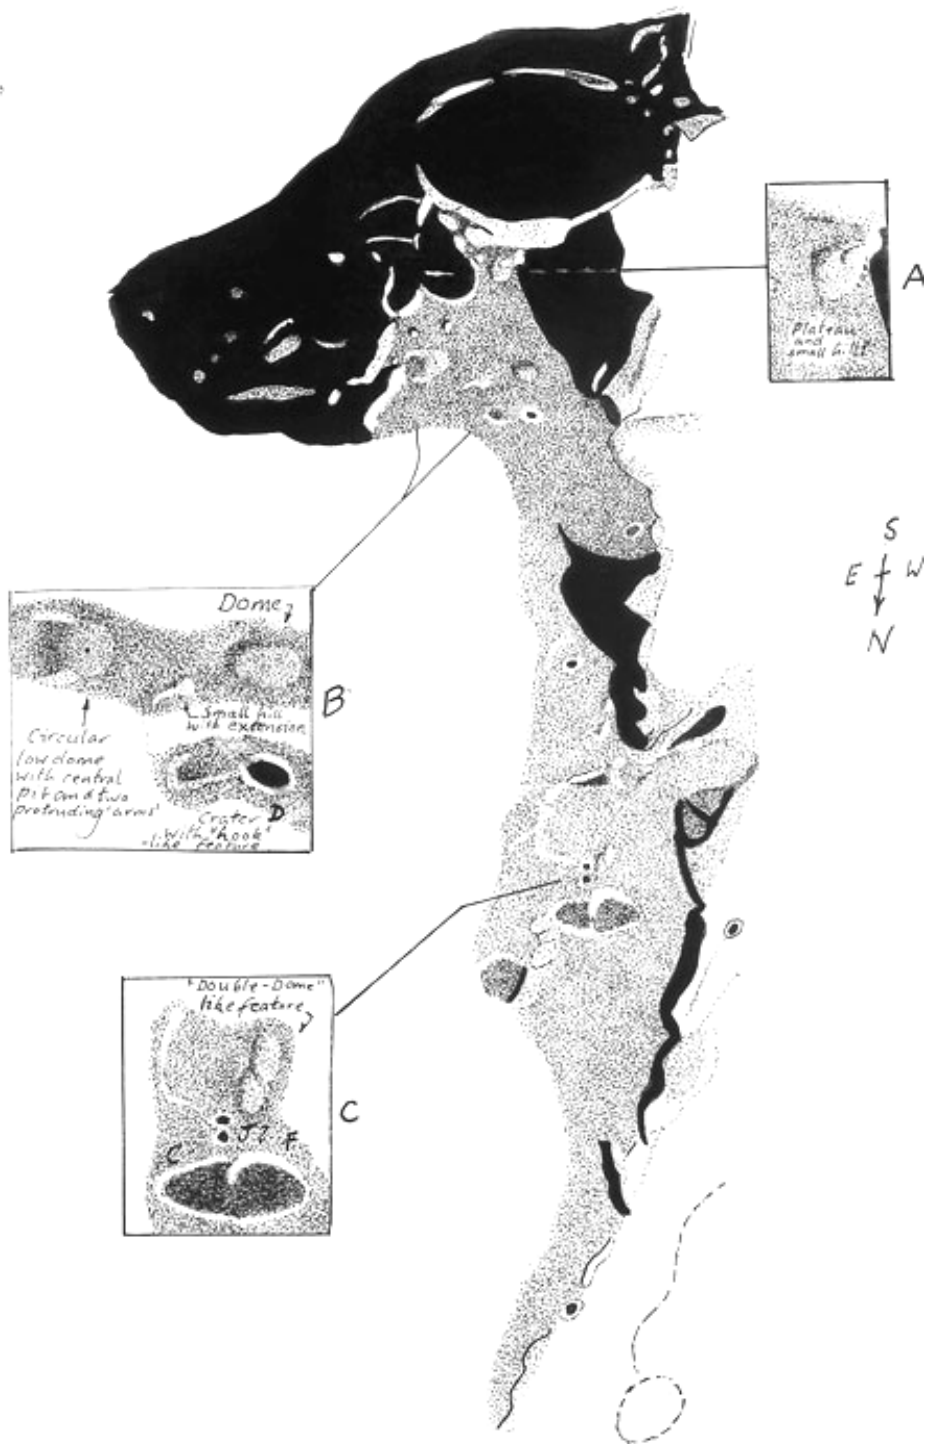 Plateau
and
small hills
A
S
E W
N
Dome
B
Small hill
with extension
Circular
low dome
with central
pit and two
protruding 'arms'
D
Crater
with "hook"
-like feature
"Double-Dome"
like feature
C
J?
F
C